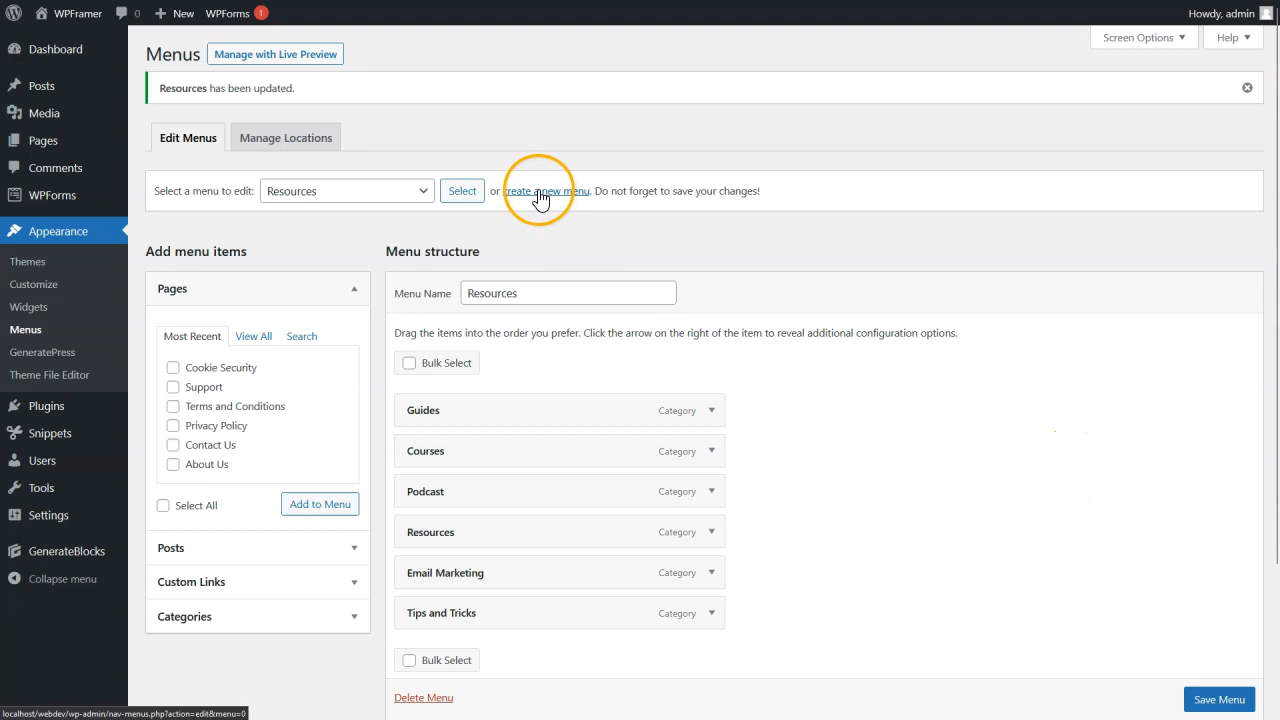 WPFramer 0 New WPForms 1 Howdy, admin
Screen Options Help
Dashboard
Posts
Media
Pages
Comments
WPForms
Appearance
Themes
Customize
Widgets
Menus
GeneratePress
Theme File Editor
Plugins
Snippets
Users
Tools
Settings
GenerateBlocks
Collapse menu
Menus Manage with Live Preview
Resources has been updated.
Edit Menus Manage Locations
Select a menu to edit: Resources Select or create a new menu. Do not forget to save your changes!
Add menu items
Pages
Most Recent View All Search
Cookie Security
Support
Terms and Conditions
Privacy Policy
Contact Us
About Us
Select All Add to Menu
Posts
Custom Links
Categories
Menu structure
Menu Name Resources
Drag the items into the order you prefer. Click the arrow on the right of the item to reveal additional configuration options.
Bulk Select
Guides Category
Courses Category
Podcast Category
Resources Category
Email Marketing Category
Tips and Tricks Category
Bulk Select
Delete Menu Save Menu
localhost/webdev/wp-admin/nav-menus.php?action=edit&menu=0